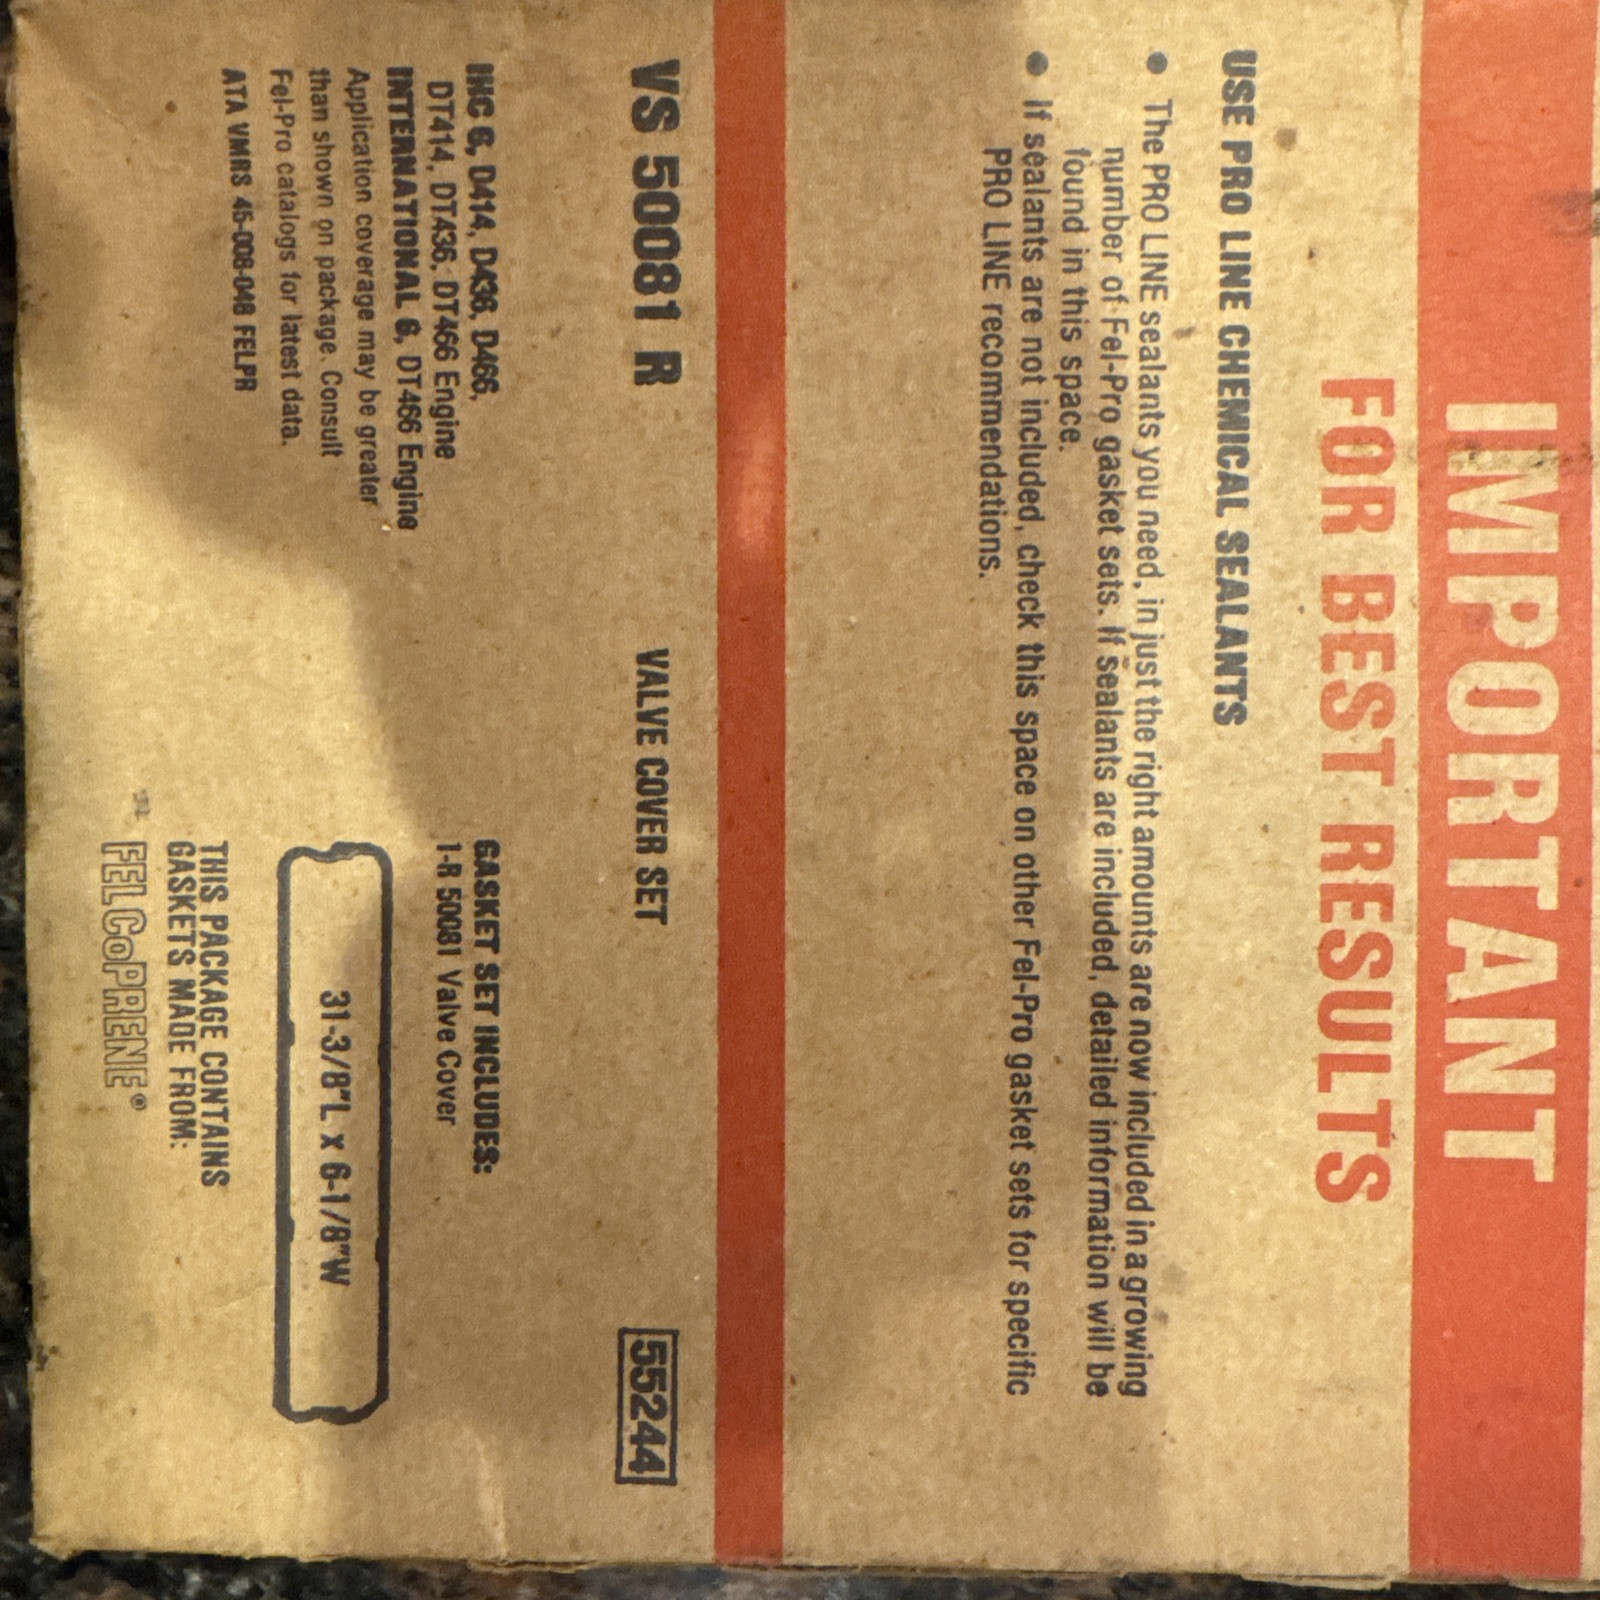 IMPORTANT
FOR BEST RESULTS
USE PRO LINE CHEMICAL SEALANTS
● The PRO LINE sealants you need, in just the right amounts are now included in a growing
number of Fel-Pro gasket sets. If sealants are included, detailed information will be
found in this space.
● If sealants are not included, check this space on other Fel-Pro gasket sets for specific
PRO LINE recommendations.
VS 50081 R
VALVE COVER SET
55244
IHC 6, D414, D436, D466,
DT414, DT436, DT466 Engine
INTERNATIONAL 6, DT466 Engine
Application coverage may be greater
than shown on package. Consult
Fel-Pro catalogs for latest data.
ATA VMRS 45-008-048 FELPR
GASKET SET INCLUDES:
1-R 50081 Valve Cover
31-3/8"L x 6-1/8"W
THIS PACKAGE CONTAINS
GASKETS MADE FROM:
FEL CoPRENE®